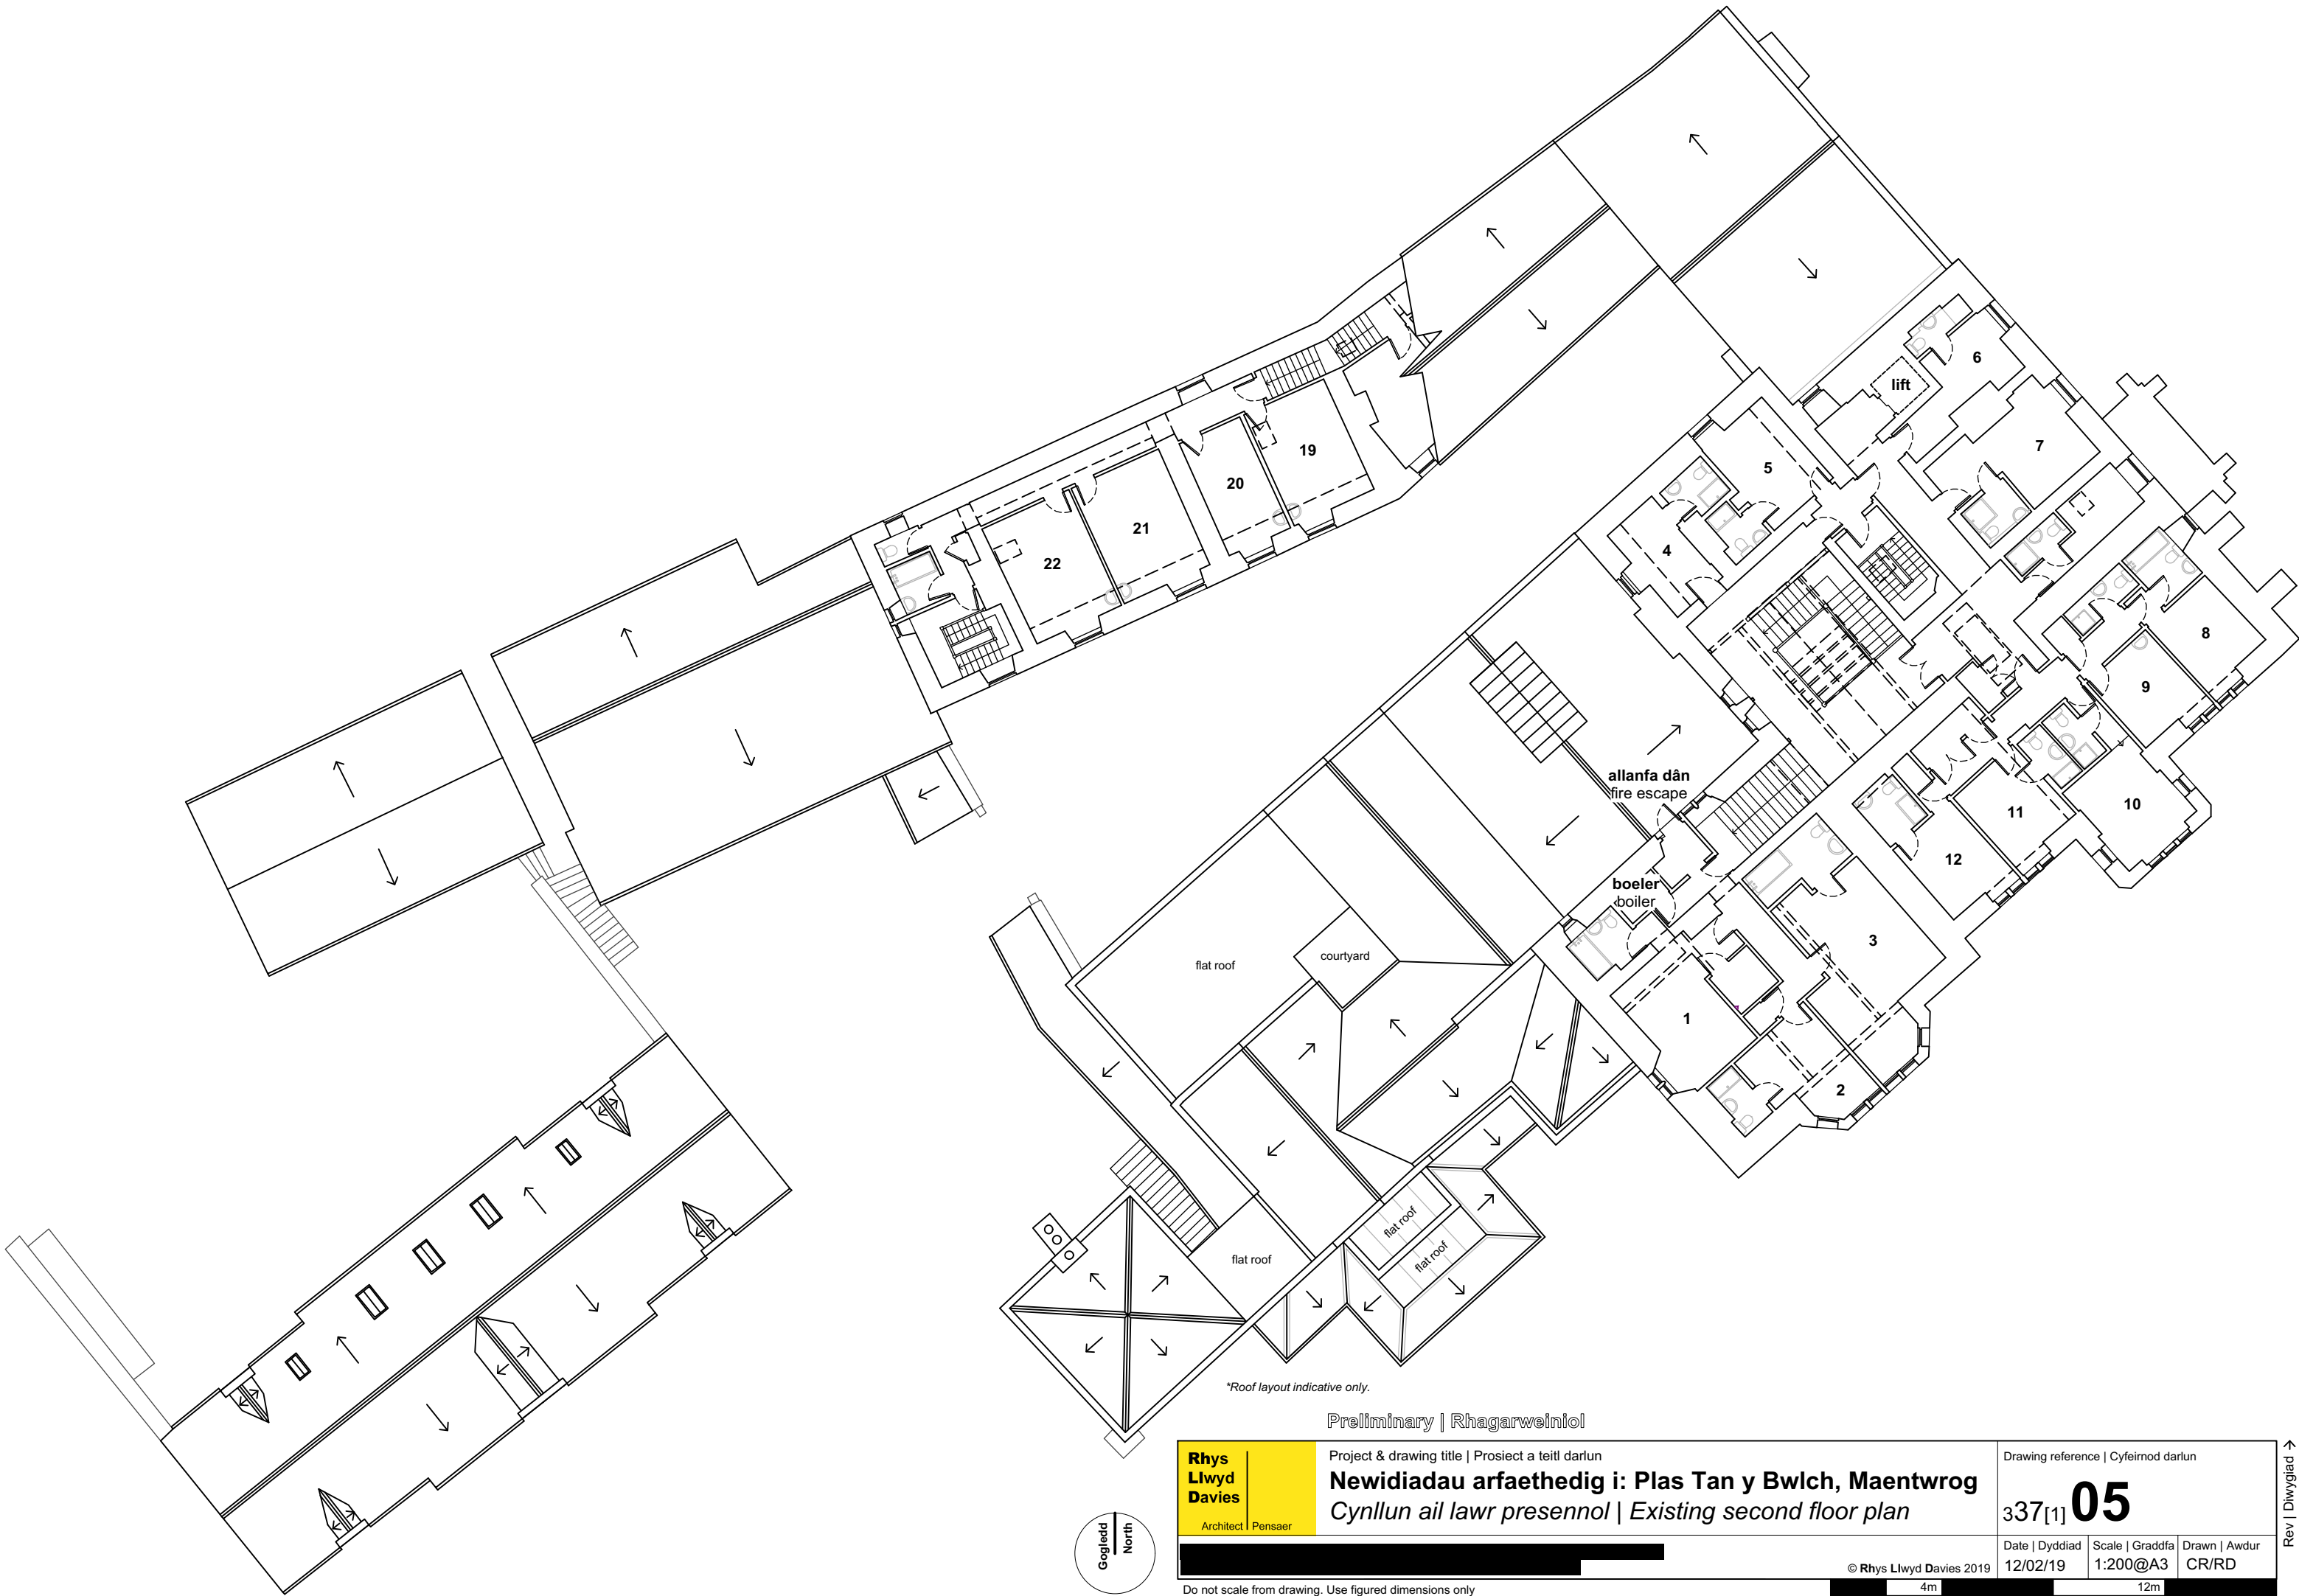 6
lift
7
5
19
20
4
21
22
8
9
allanfa dân
fire escape
10
11
12
boeler
boiler
3
flat roof
courtyard
1
2
flat roof
flat roof
flat roof
*Roof layout indicative only.
Preliminary | Rhagarweiniol
Rhys
Llwyd
Davies
Architect | Pensaer
Project & drawing title | Prosiect a teitl darlun
Newidiadau arfaethedig i: Plas Tan y Bwlch, Maentwrog
Cynllun ail lawr presennol | Existing second floor plan
Drawing reference | Cyfeirnod darlun
337[1] 05
Rev | Diwygiad →
© Rhys Llwyd Davies 2019
Date | Dyddiad
12/02/19
Scale | Graddfa
1:200@A3
Drawn | Awdur
CR/RD
Gogledd
North
Do not scale from drawing. Use figured dimensions only
4m
12m